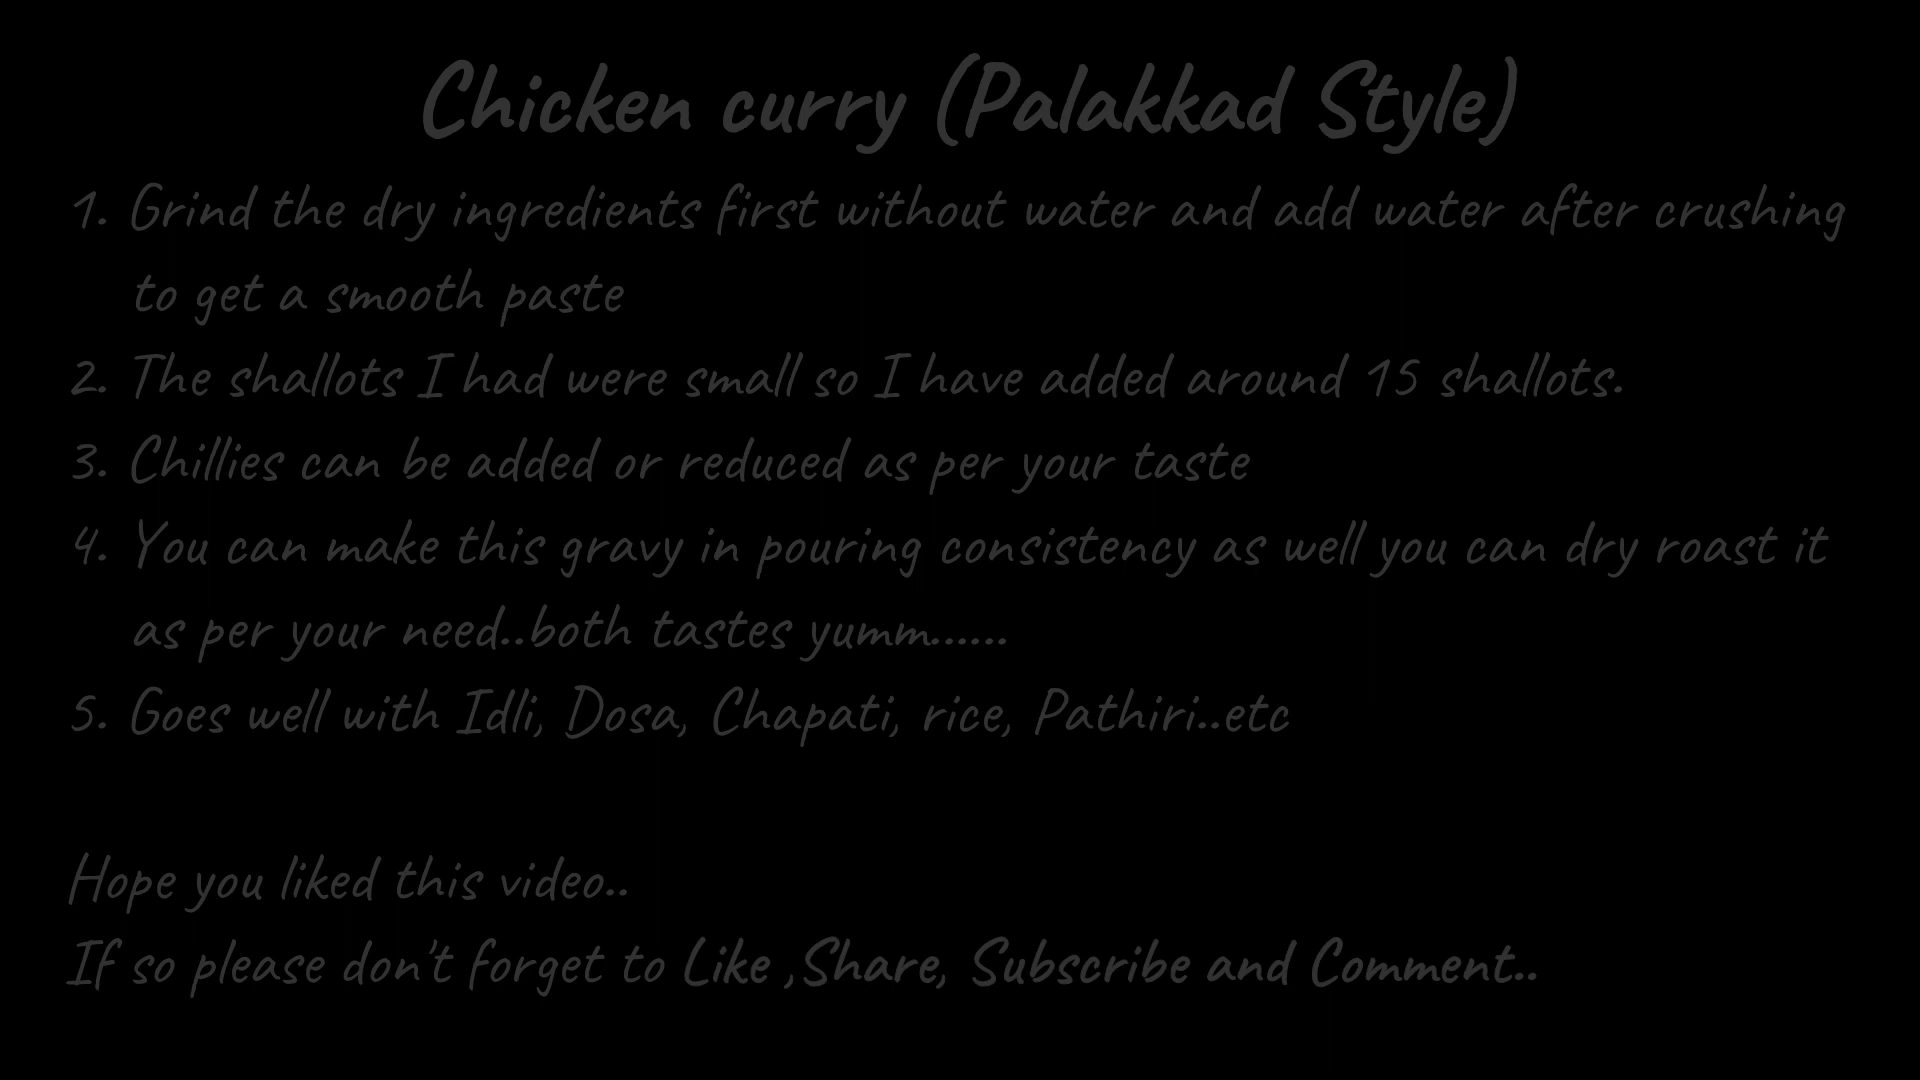 Chicken curry (Palakkad Style)
1. Grind the dry ingredients first without water and add water after crushing
to get a smooth paste
2. The shallots I had were small so I have added around 15 shallots.
3. Chillies can be added or reduced as per your taste
4. You can make this gravy in pouring consistency as well you can dry roast it
as per your need..both tastes yumm......
5. Goes well with Idli, Dosa, Chapati, rice, Pathiri..etc
Hope you liked this video..
If so please don't forget to Like ,Share, Subscribe and Comment..